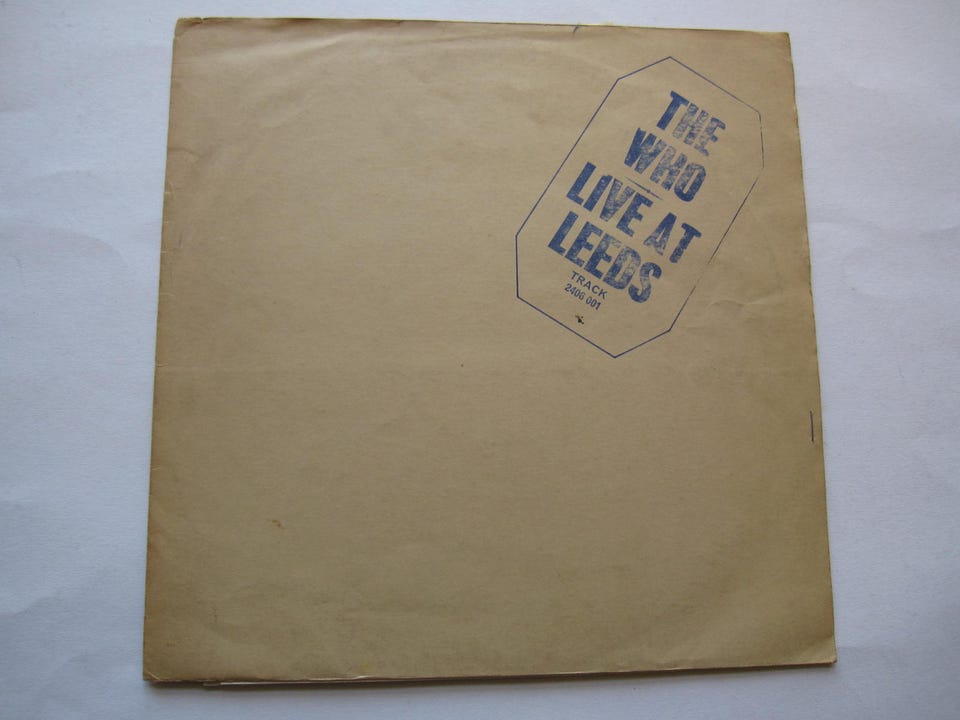 THE
WHO
LIVE AT
LEEDS
TRACK
2406 001